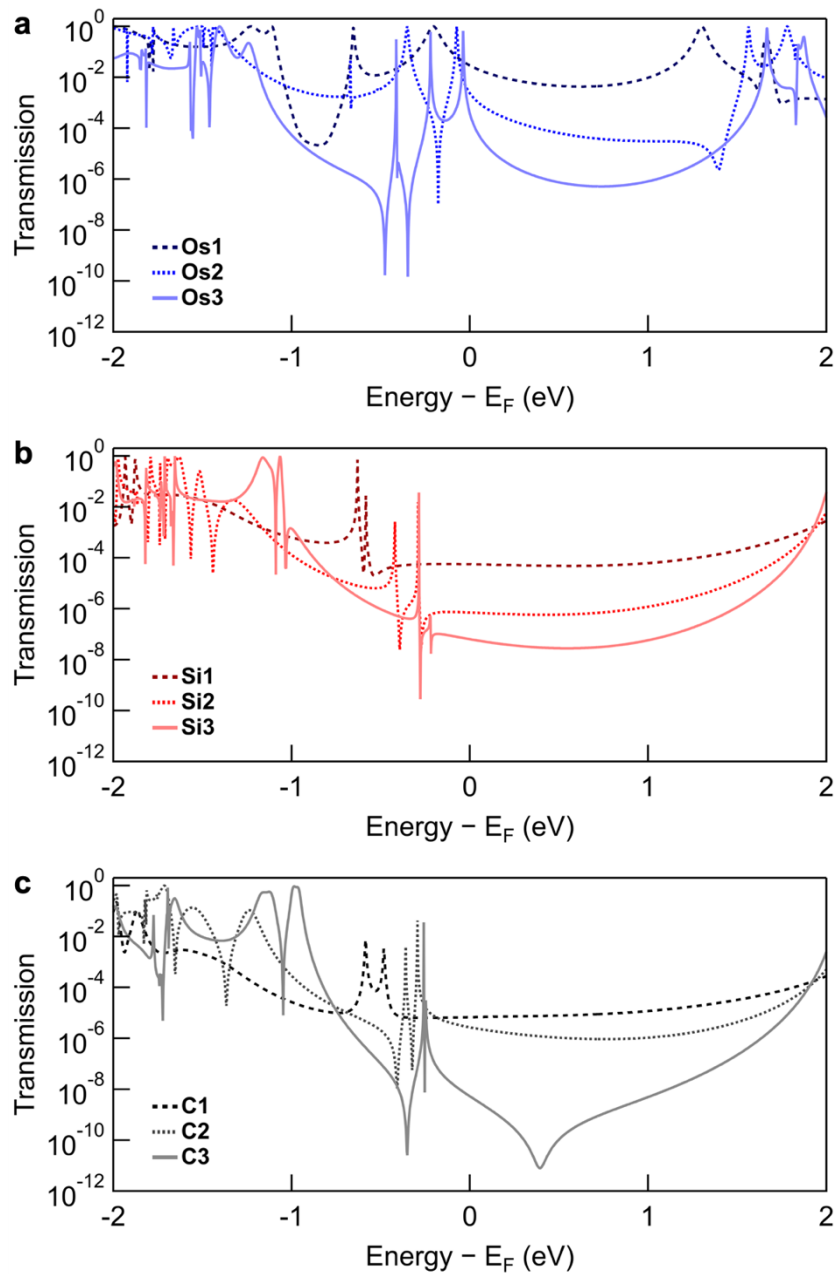 a
Transmission
10^0
10^-2
10^-4
10^-6
10^-8
10^-10
10^-12
Os1
Os2
Os3
-2 -1 0 1 2
Energy − E_F (eV)
b
Transmission
10^0
10^-2
10^-4
10^-6
10^-8
10^-10
10^-12
Si1
Si2
Si3
-2 -1 0 1 2
Energy − E_F (eV)
c
Transmission
10^0
10^-2
10^-4
10^-6
10^-8
10^-10
10^-12
C1
C2
C3
-2 -1 0 1 2
Energy − E_F (eV)